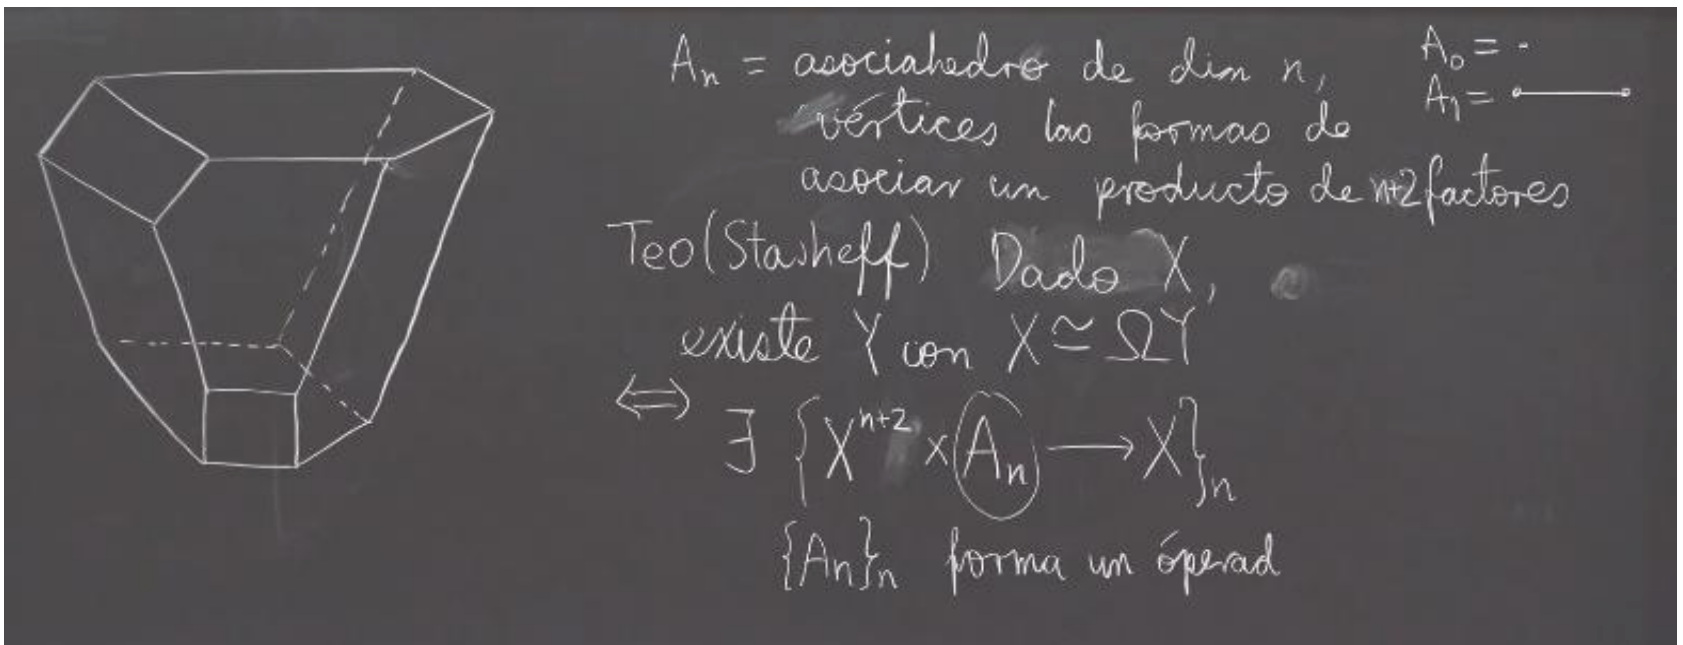 Aₙ = asociahedro de dim n,
vértices las formas de
asociar un producto de n+2 factores
A₀ = ·
A₁ =
Teo (Stasheff) Dado X,
existe Y con X ≃ ΩY
⟺ ∃ {Xⁿ⁺² × Aₙ ⟶ X}ₙ
{Aₙ}ₙ forma un óperad